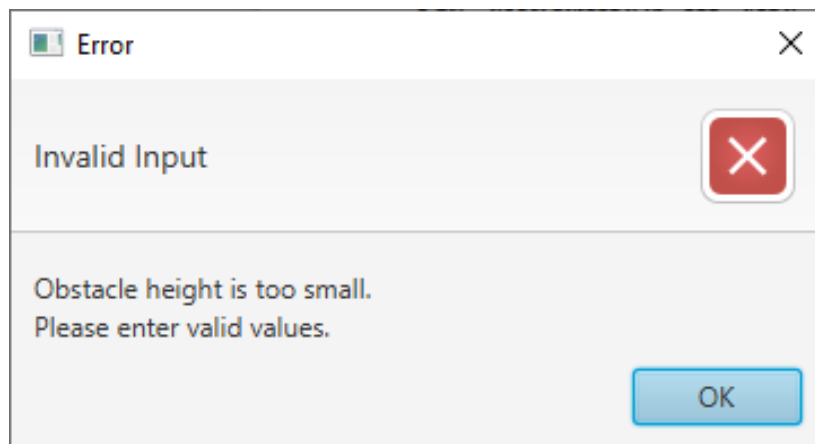 Error
Invalid Input
Obstacle height is too small.
Please enter valid values.
OK